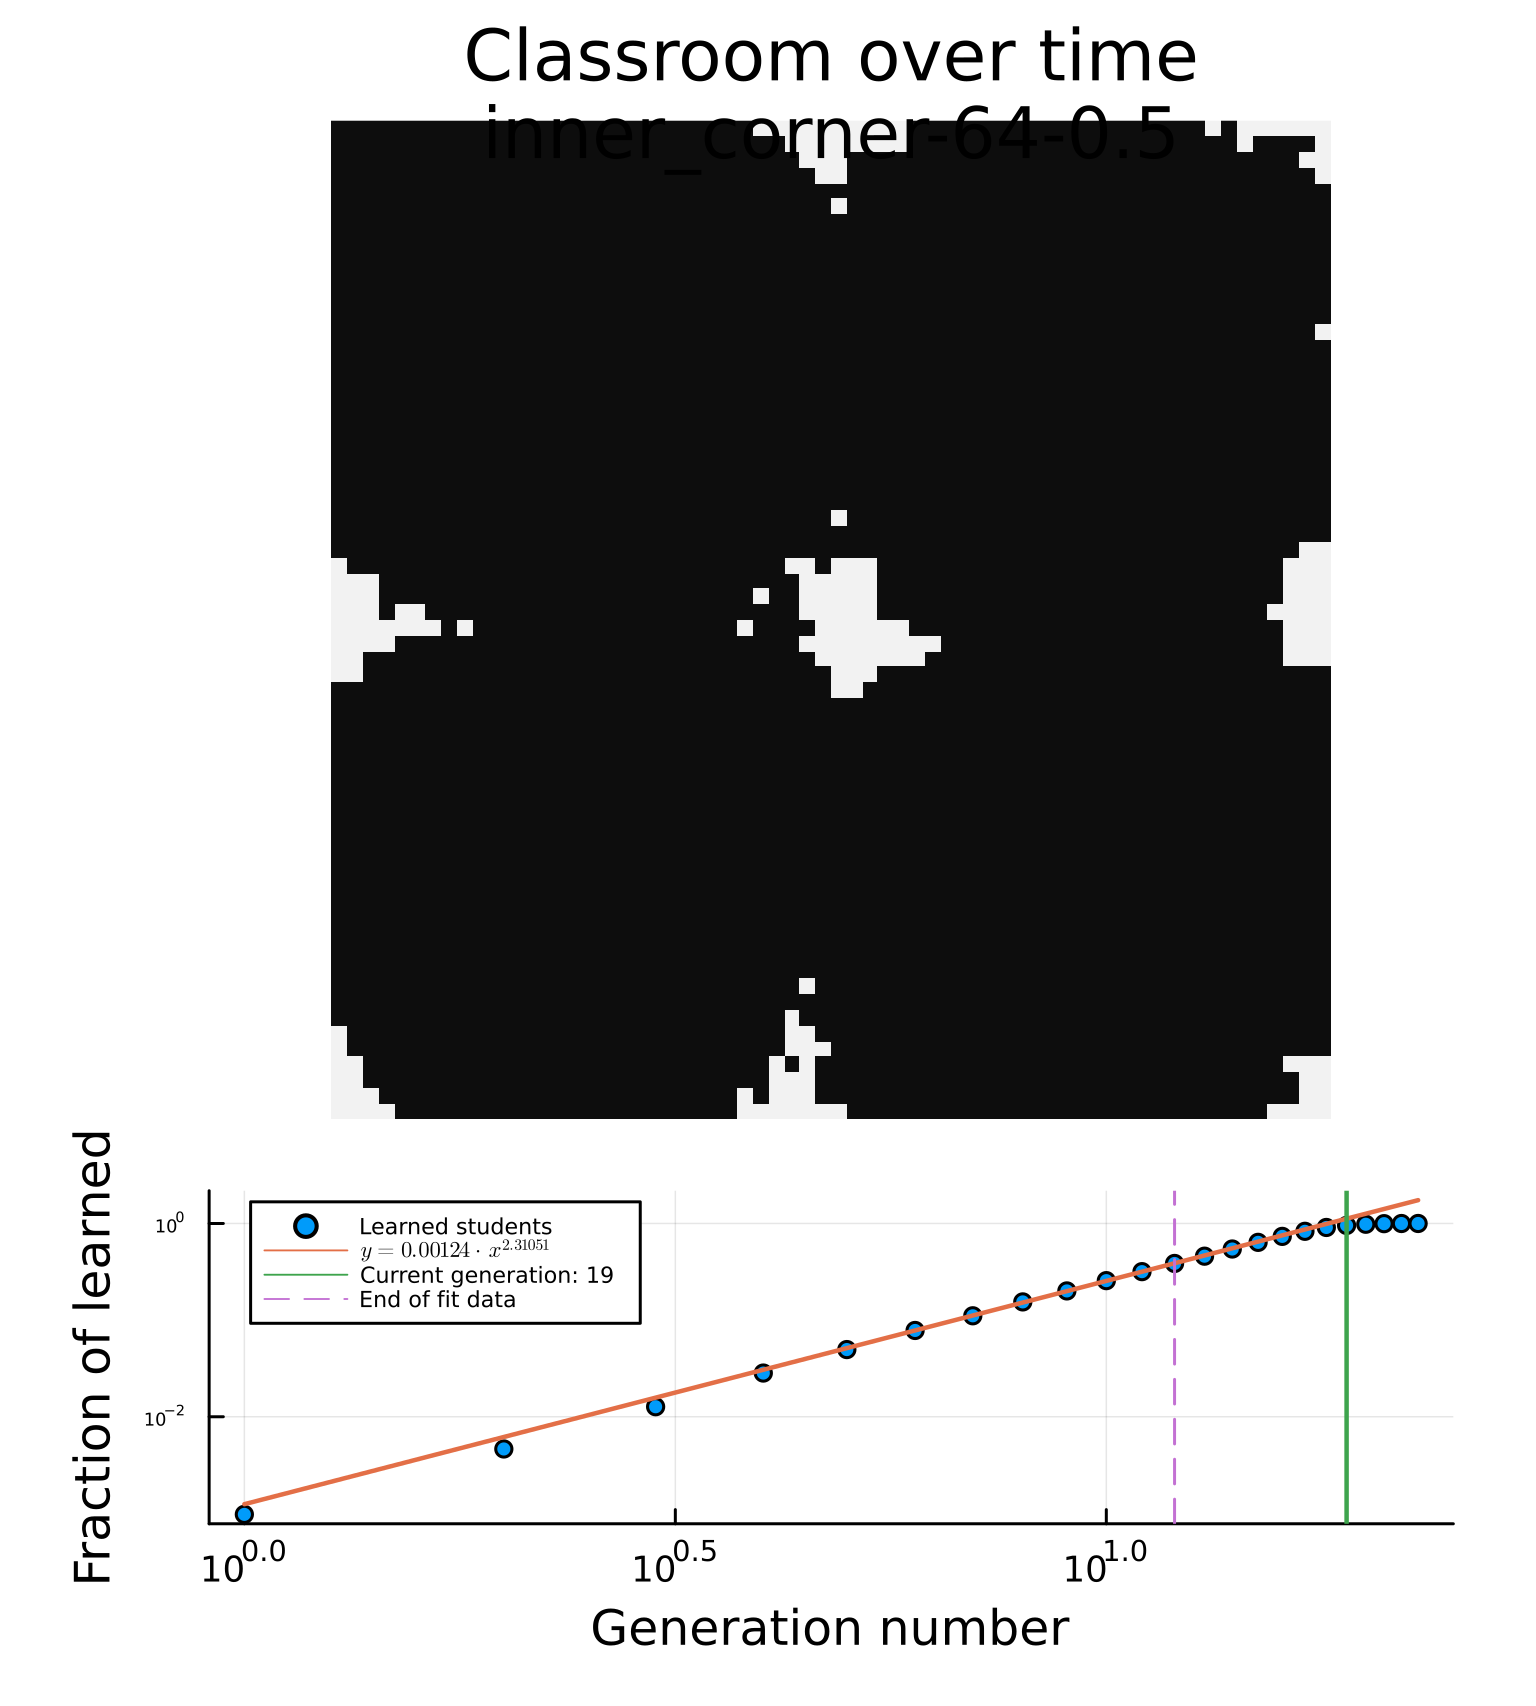 Classroom over time
inner_corner-64-0.5
Fraction of learned
10^0
10^−2
Learned students
y = 0.00124 · x^2.31051
Current generation: 19
End of fit data
10^0.0
10^0.5
10^1.0
Generation number